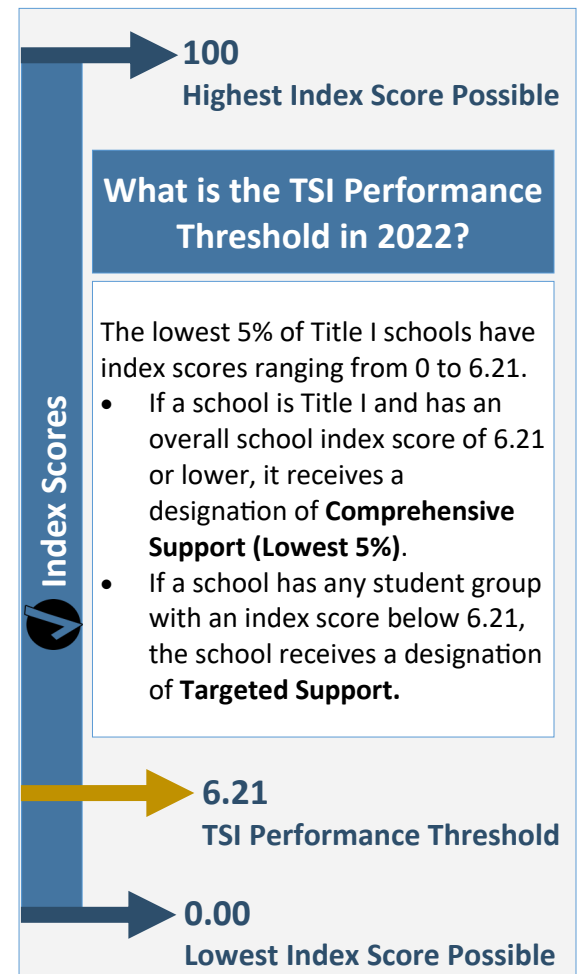 100
Highest Index Score Possible
What is the TSI Performance
Threshold in 2022?
The lowest 5% of Title I schools have
index scores ranging from 0 to 6.21.
• If a school is Title I and has an
overall school index score of 6.21
or lower, it receives a
designation of Comprehensive
Support (Lowest 5%).
• If a school has any student group
with an index score below 6.21,
the school receives a designation
of Targeted Support.
Index Scores
6.21
TSI Performance Threshold
0.00
Lowest Index Score Possible